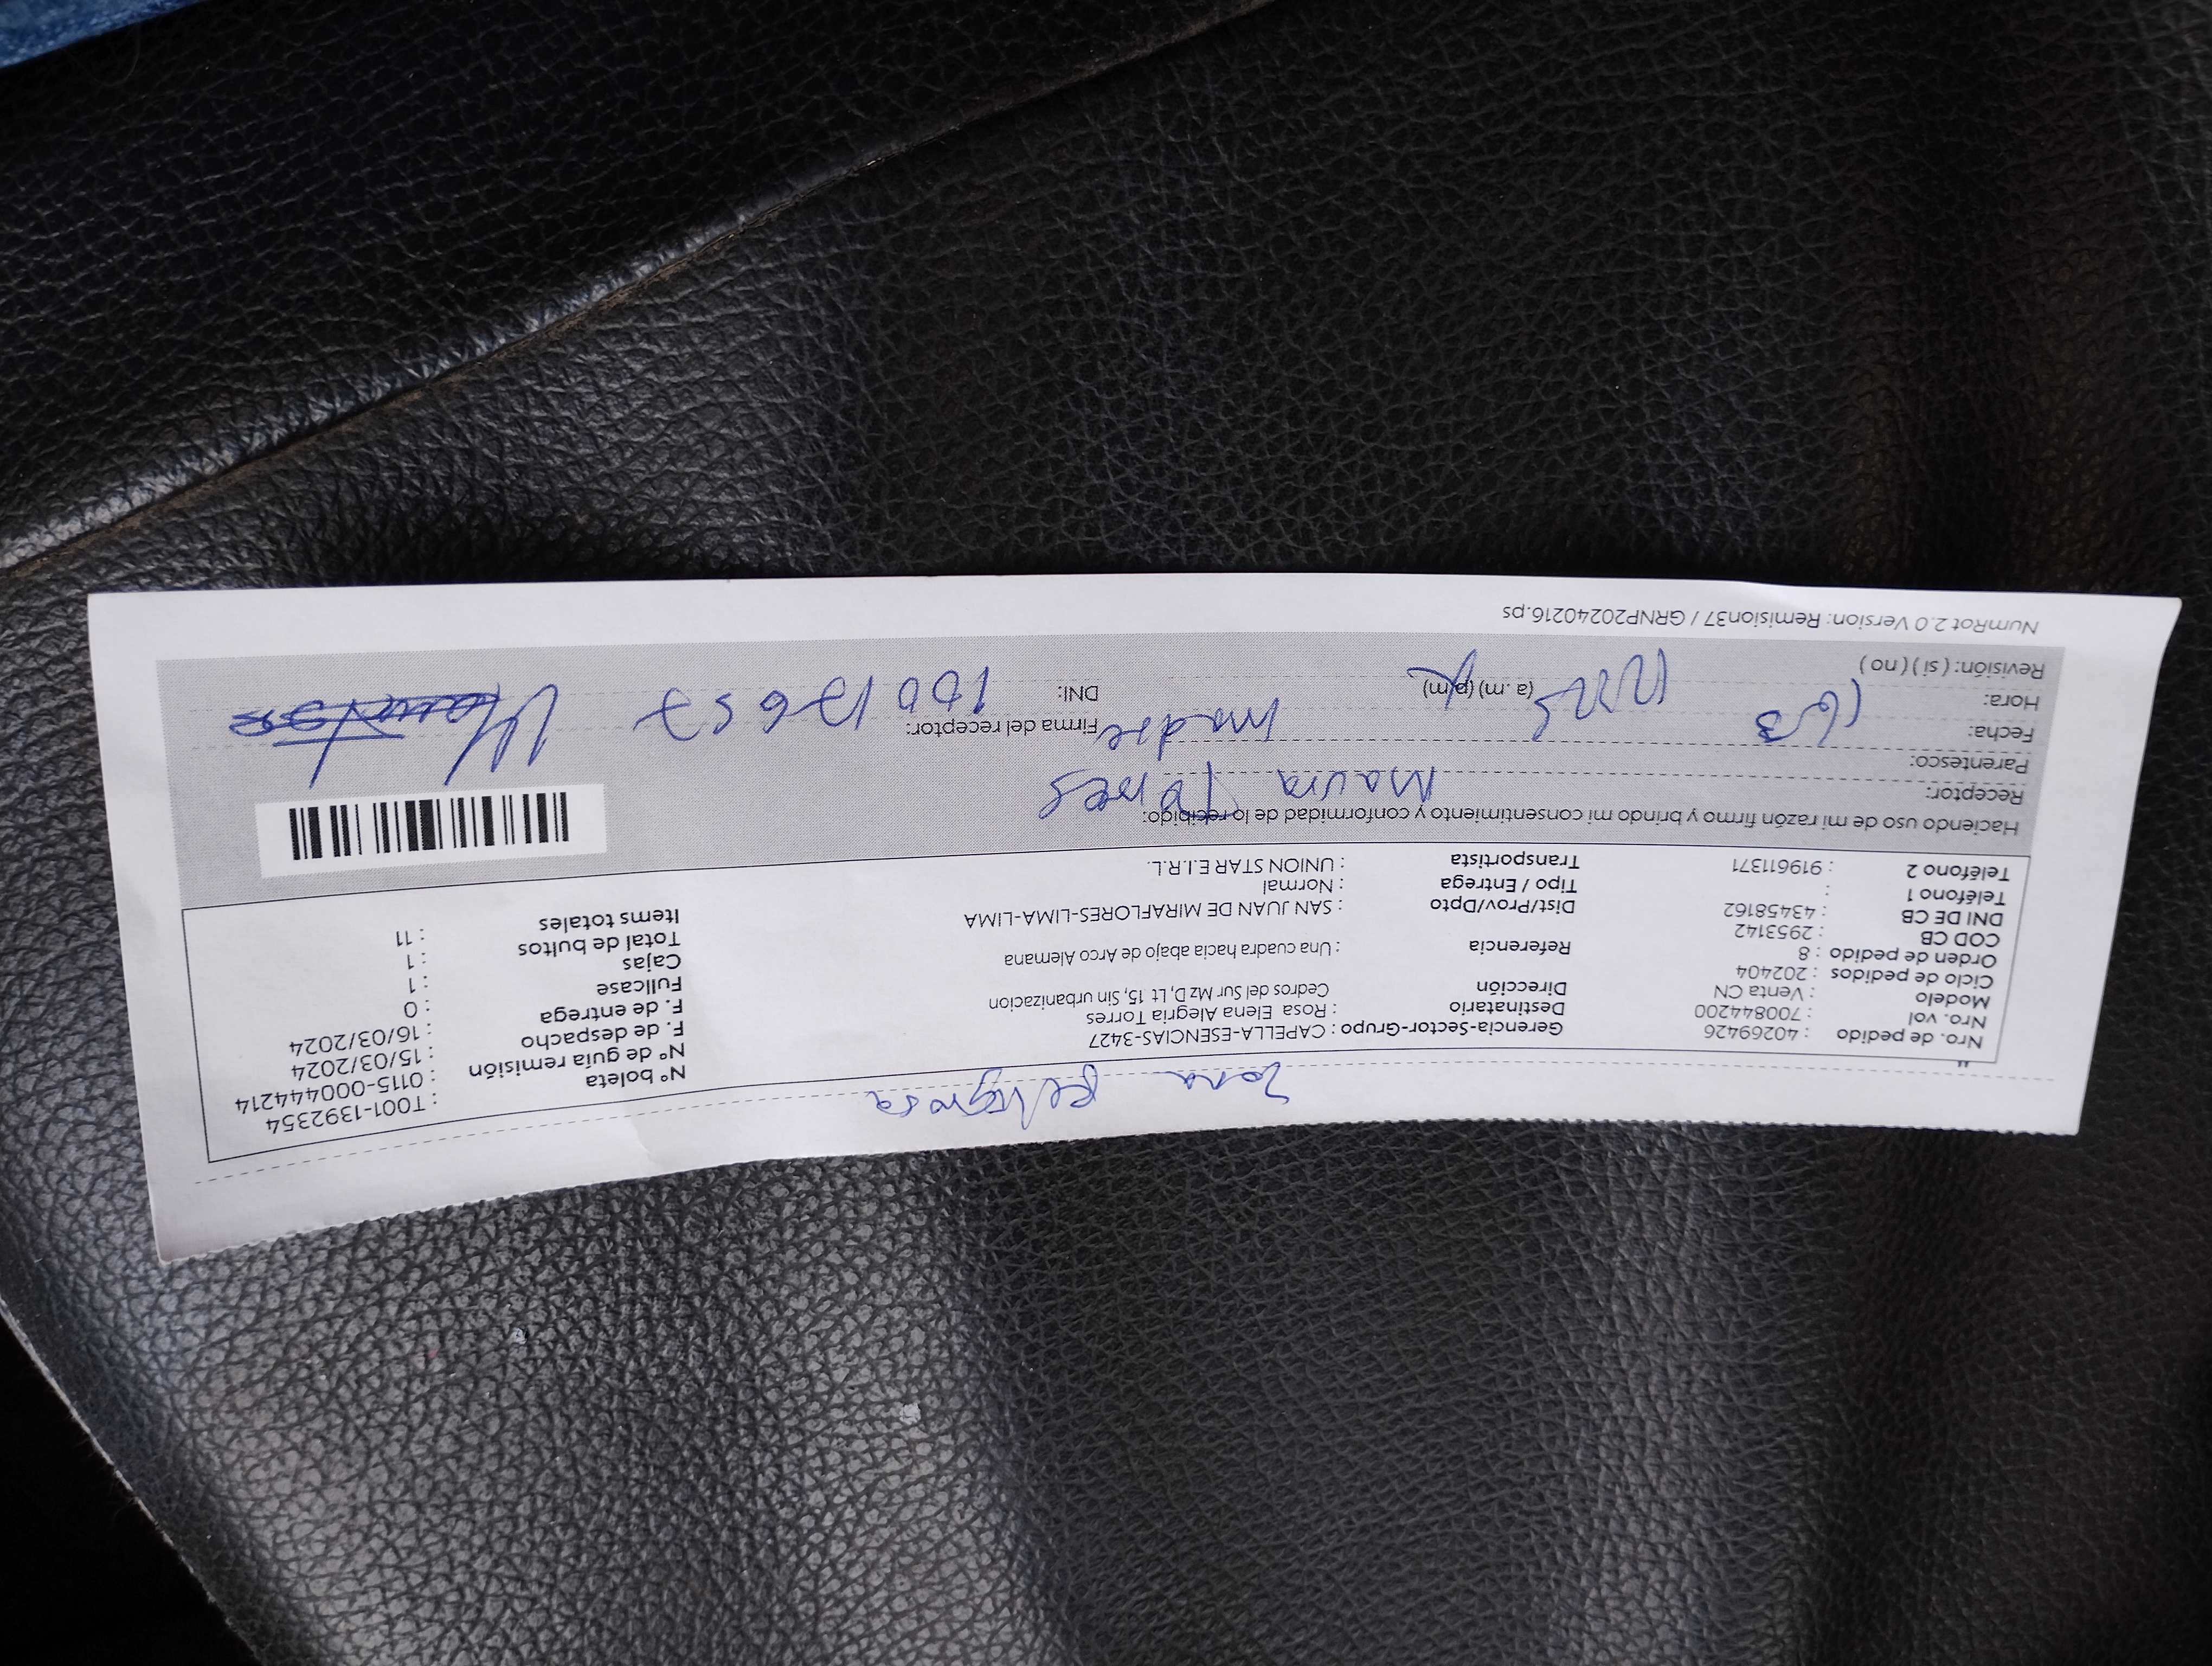 Zona peligrosa
Nro. de pedido : 40269426 Gerencia-Sector-Grupo : CAPELLA-ESENCIAS-3427 N° boleta : T001-1392354
Nro. vol : 700844200 Destinatario : Rosa Elena Alegria Torres N° de guia remisión : 0115-000444214
Modelo : Venta CN Dirección Cedros del Sur Mz D, Lt 15, Sin urbanizacion F. de despacho : 15/03/2024
Ciclo de pedidos : 202404 F. de entrega : 16/03/2024
Orden de pedido : 8 Referencia : Una cuadra hacia abajo de Arco Alemana Fullcase : 0
COD CB : 2953142 Cajas : 1
DNI DE CB : 43458162 Dist/Prov/Dpto : SAN JUAN DE MIRAFLORES-LIMA-LIMA Total de bultos : 1
Teléfono 1 : Tipo / Entrega : Normal Items totales : 11
Teléfono 2 : 919611371 Transportista : UNION STAR E.I.R.L.
Haciendo uso de mi razón firmo y brindo mi consentimiento y conformidad de lo recibido:
Receptor: Maura Torres
Parentesco: madre
Fecha: 16-3 Firma del receptor:
Hora: (a.m.) (p/m) DNI: 10017657
Revisión: ( si ) ( no )
NumRot 2.0 Version: Remision37 / GRNP20240216.ps